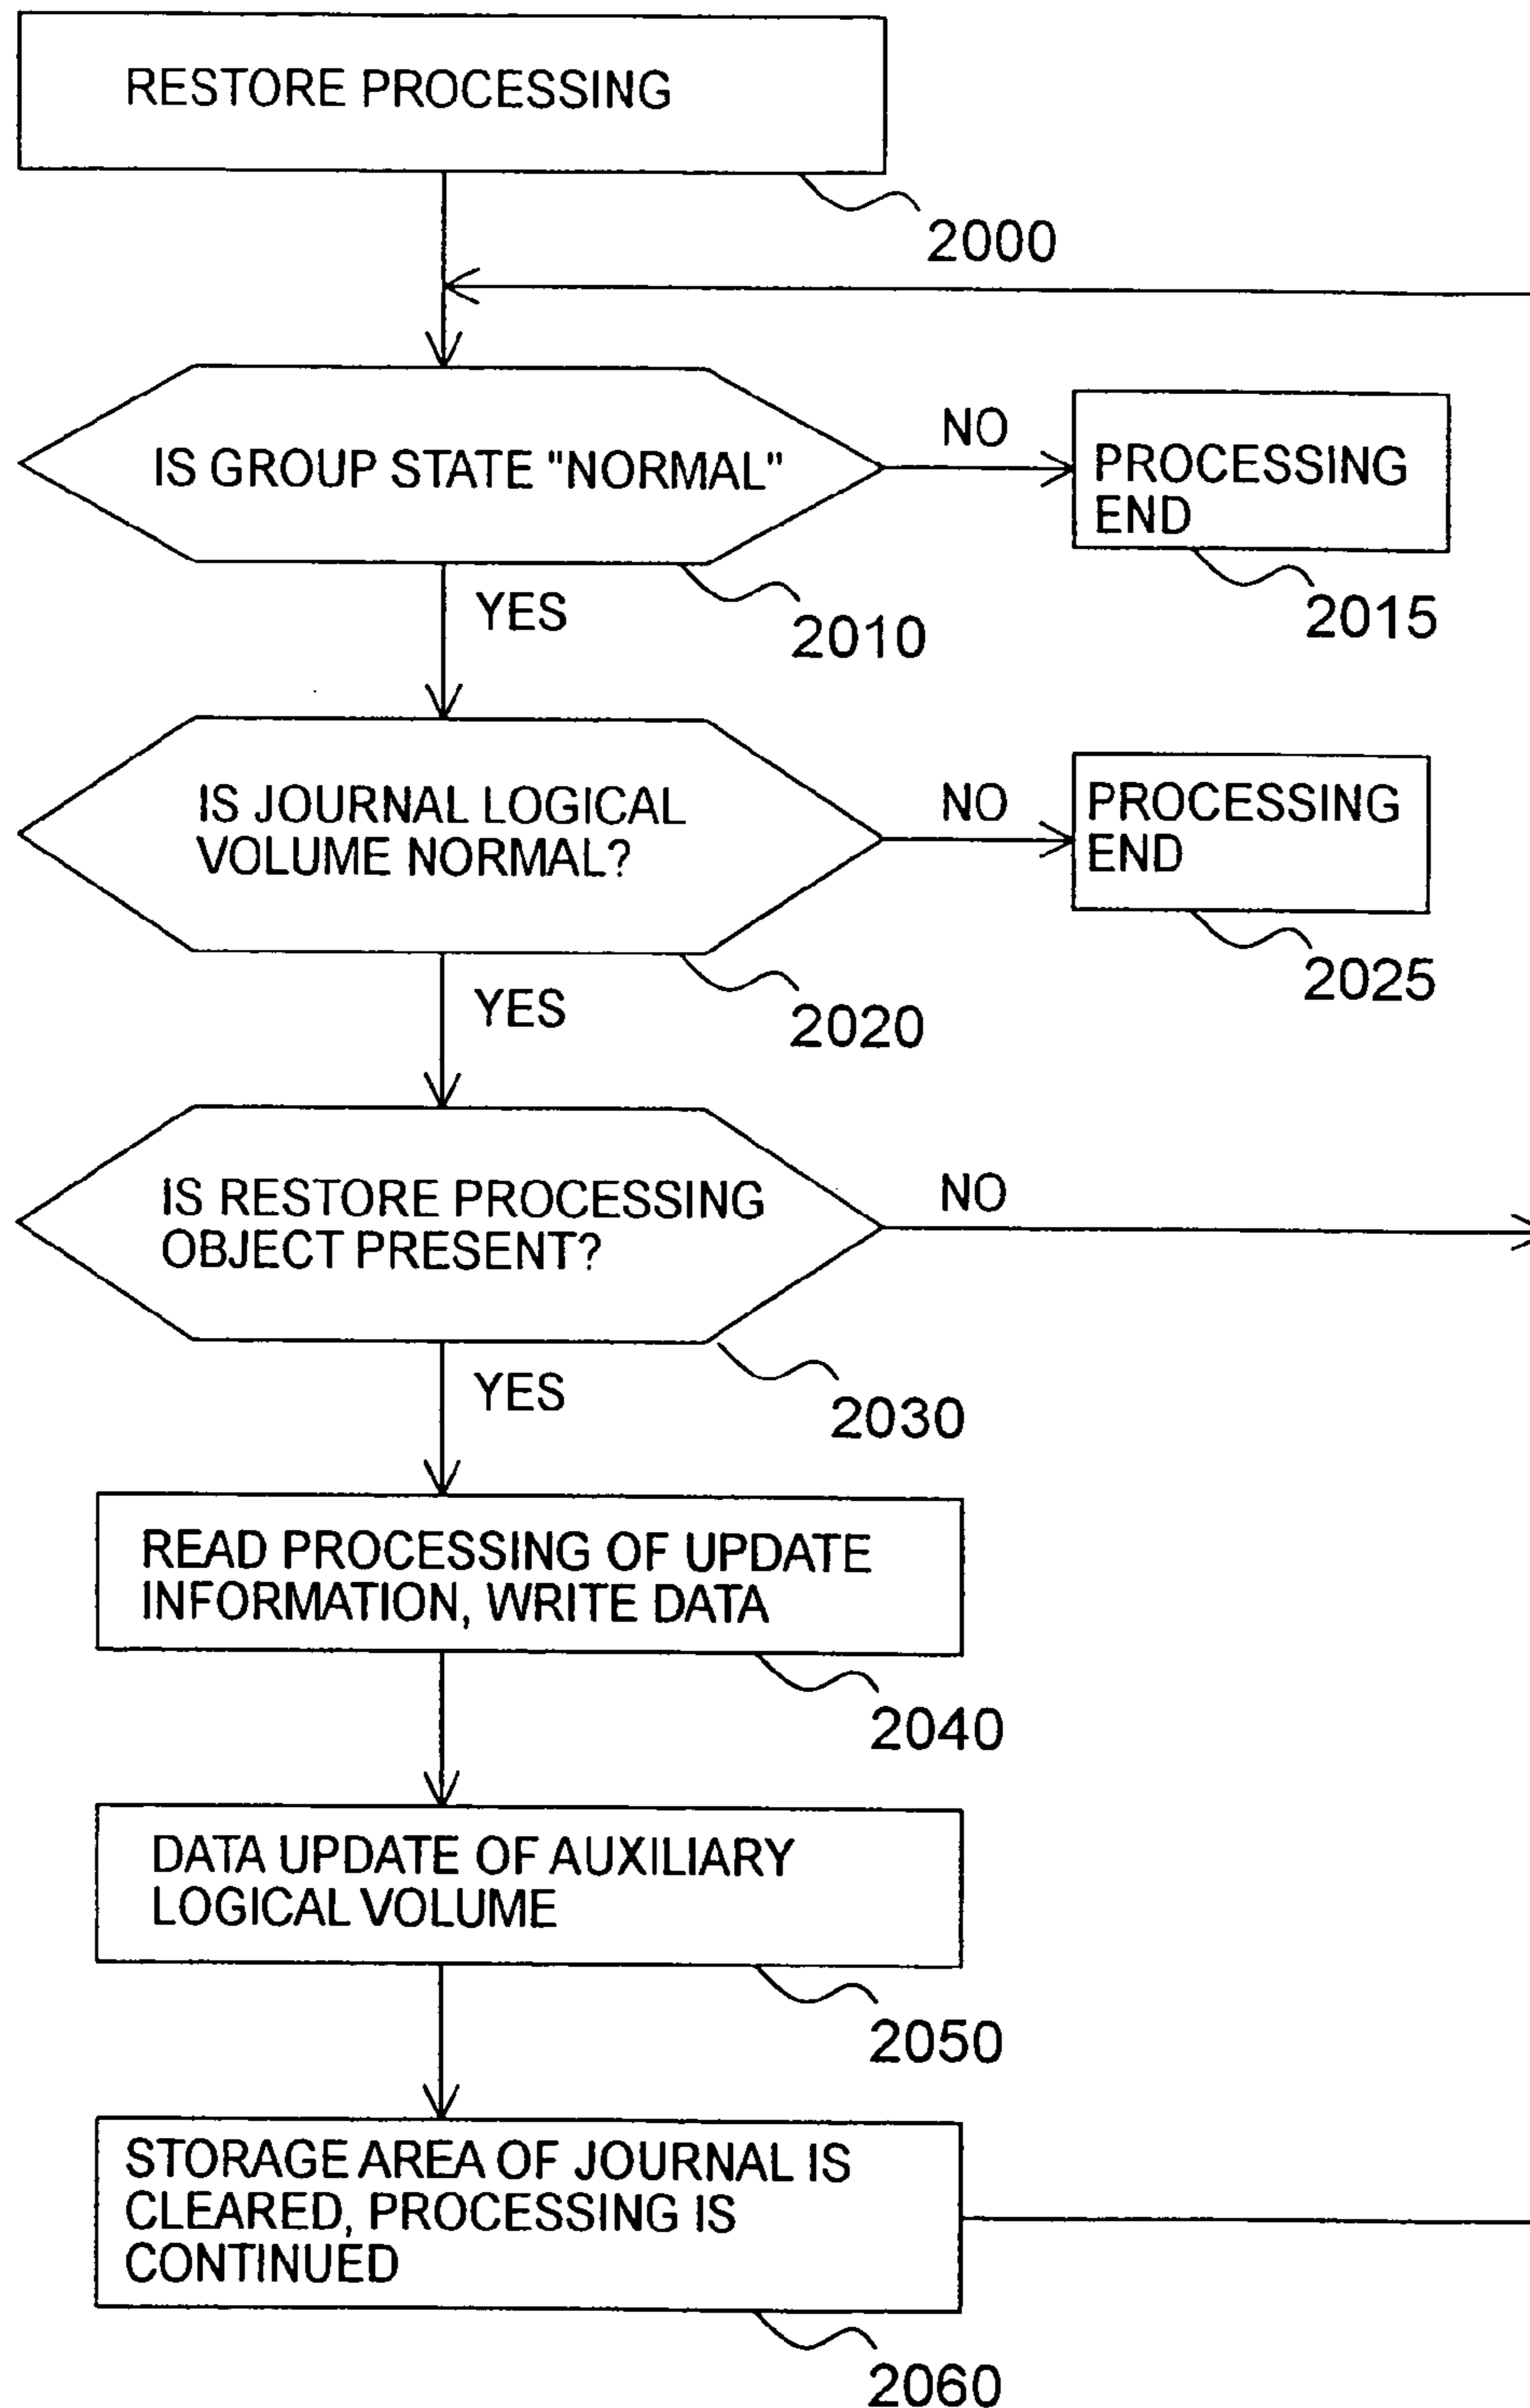 RESTORE PROCESSING
2000
IS GROUP STATE "NORMAL"
NO
PROCESSING
END
2015
YES
2010
IS JOURNAL LOGICAL
VOLUME NORMAL?
NO
PROCESSING
END
2025
YES
2020
IS RESTORE PROCESSING
OBJECT PRESENT?
NO
YES
2030
READ PROCESSING OF UPDATE
INFORMATION, WRITE DATA
2040
DATA UPDATE OF AUXILIARY
LOGICAL VOLUME
2050
STORAGE AREA OF JOURNAL IS
CLEARED, PROCESSING IS
CONTINUED
2060